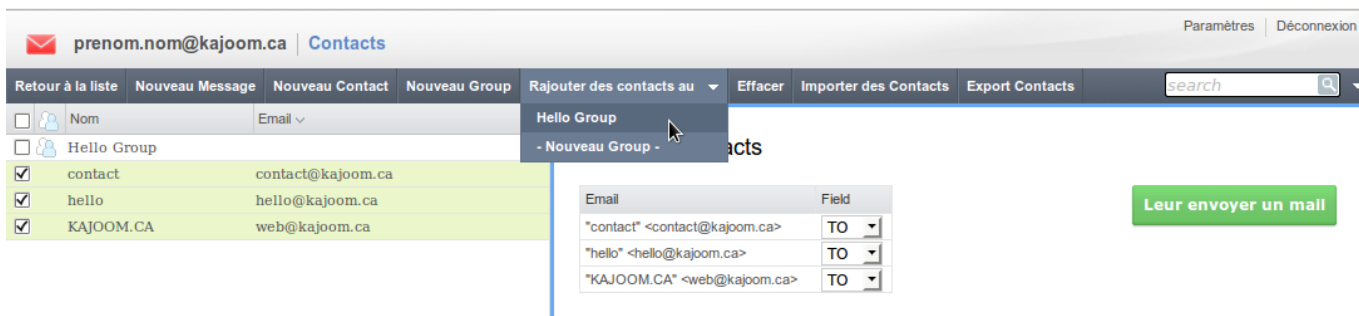 Paramètres Déconnexion
prenom.nom@kajoom.ca Contacts
Retour à la liste Nouveau Message Nouveau Contact Nouveau Group Rajouter des contacts au Effacer Importer des Contacts Export Contacts search
Nom Email
Hello Group
- Nouveau Group -
acts
Hello Group
contact contact@kajoom.ca
hello hello@kajoom.ca
KAJOOM.CA web@kajoom.ca
Email Field
"contact" <contact@kajoom.ca> TO
"hello" <hello@kajoom.ca> TO
"KAJOOM.CA" <web@kajoom.ca> TO
Leur envoyer un mail